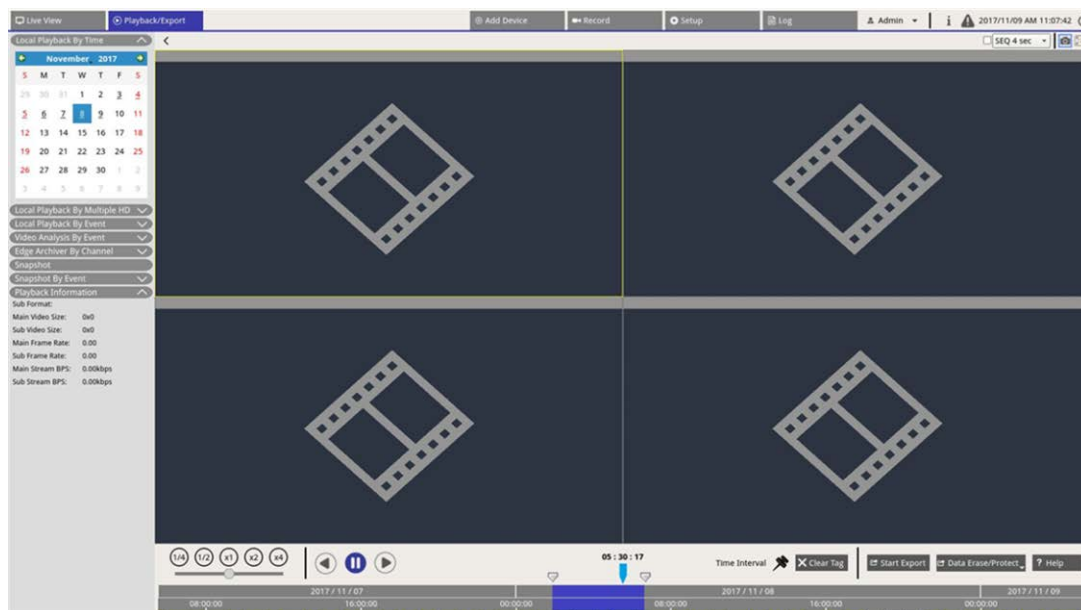 Live View Playback/Export Add Device Record Setup Log Admin i 2017/11/09 AM 11:07:42
Local Playback By Time
SEQ 4 sec
November 2017
S M T W T F S
29 30 31 1 2 3 4
5 6 7 8 9 10 11
12 13 14 15 16 17 18
19 20 21 22 23 24 25
26 27 28 29 30 1 2
3 4 5 6 7 8 9
Local Playback By Multiple HD
Local Playback By Event
Video Analysis By Event
Edge Archiver By Channel
Snapshot
Snapshot By Event
Playback Information
Sub Format:
Main Video Size: 0x0
Sub Video Size: 0x0
Main Frame Rate: 0.00
Sub Frame Rate: 0.00
Main Stream BPS: 0.00kbps
Sub Stream BPS: 0.00kbps
1/4 1/2 x1 x2 x4
05 : 30 : 17
Time Interval Clear Tag Start Export Data Erase/Protect ? Help
2017 / 11 / 07 2017 / 11 / 08 2017 / 11 / 09
08:00:00 16:00:00 00:00:00 08:00:00 16:00:00 00:00:00